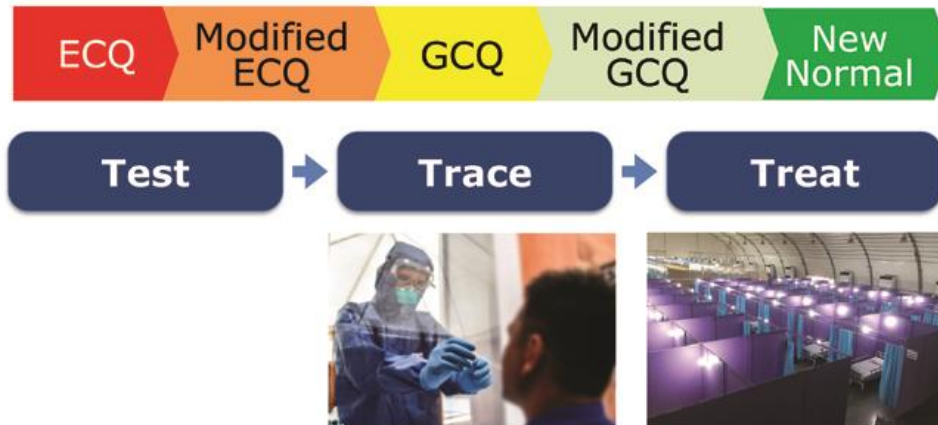 ECQ
Modified
ECQ
GCQ
Modified
GCQ
New
Normal
Test
Trace
Treat